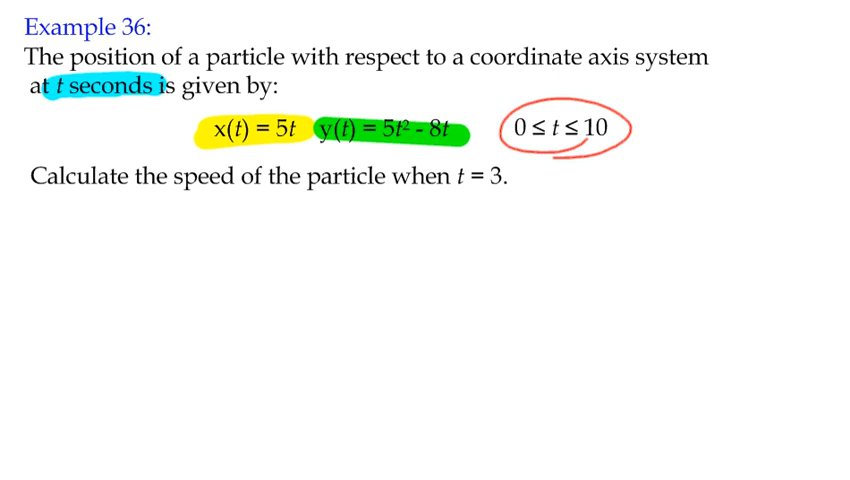 Example 36:
The position of a particle with respect to a coordinate axis system
at t seconds is given by:
x(t) = 5t y(t) = 5t² - 8t 0 ≤ t ≤ 10
Calculate the speed of the particle when t = 3.